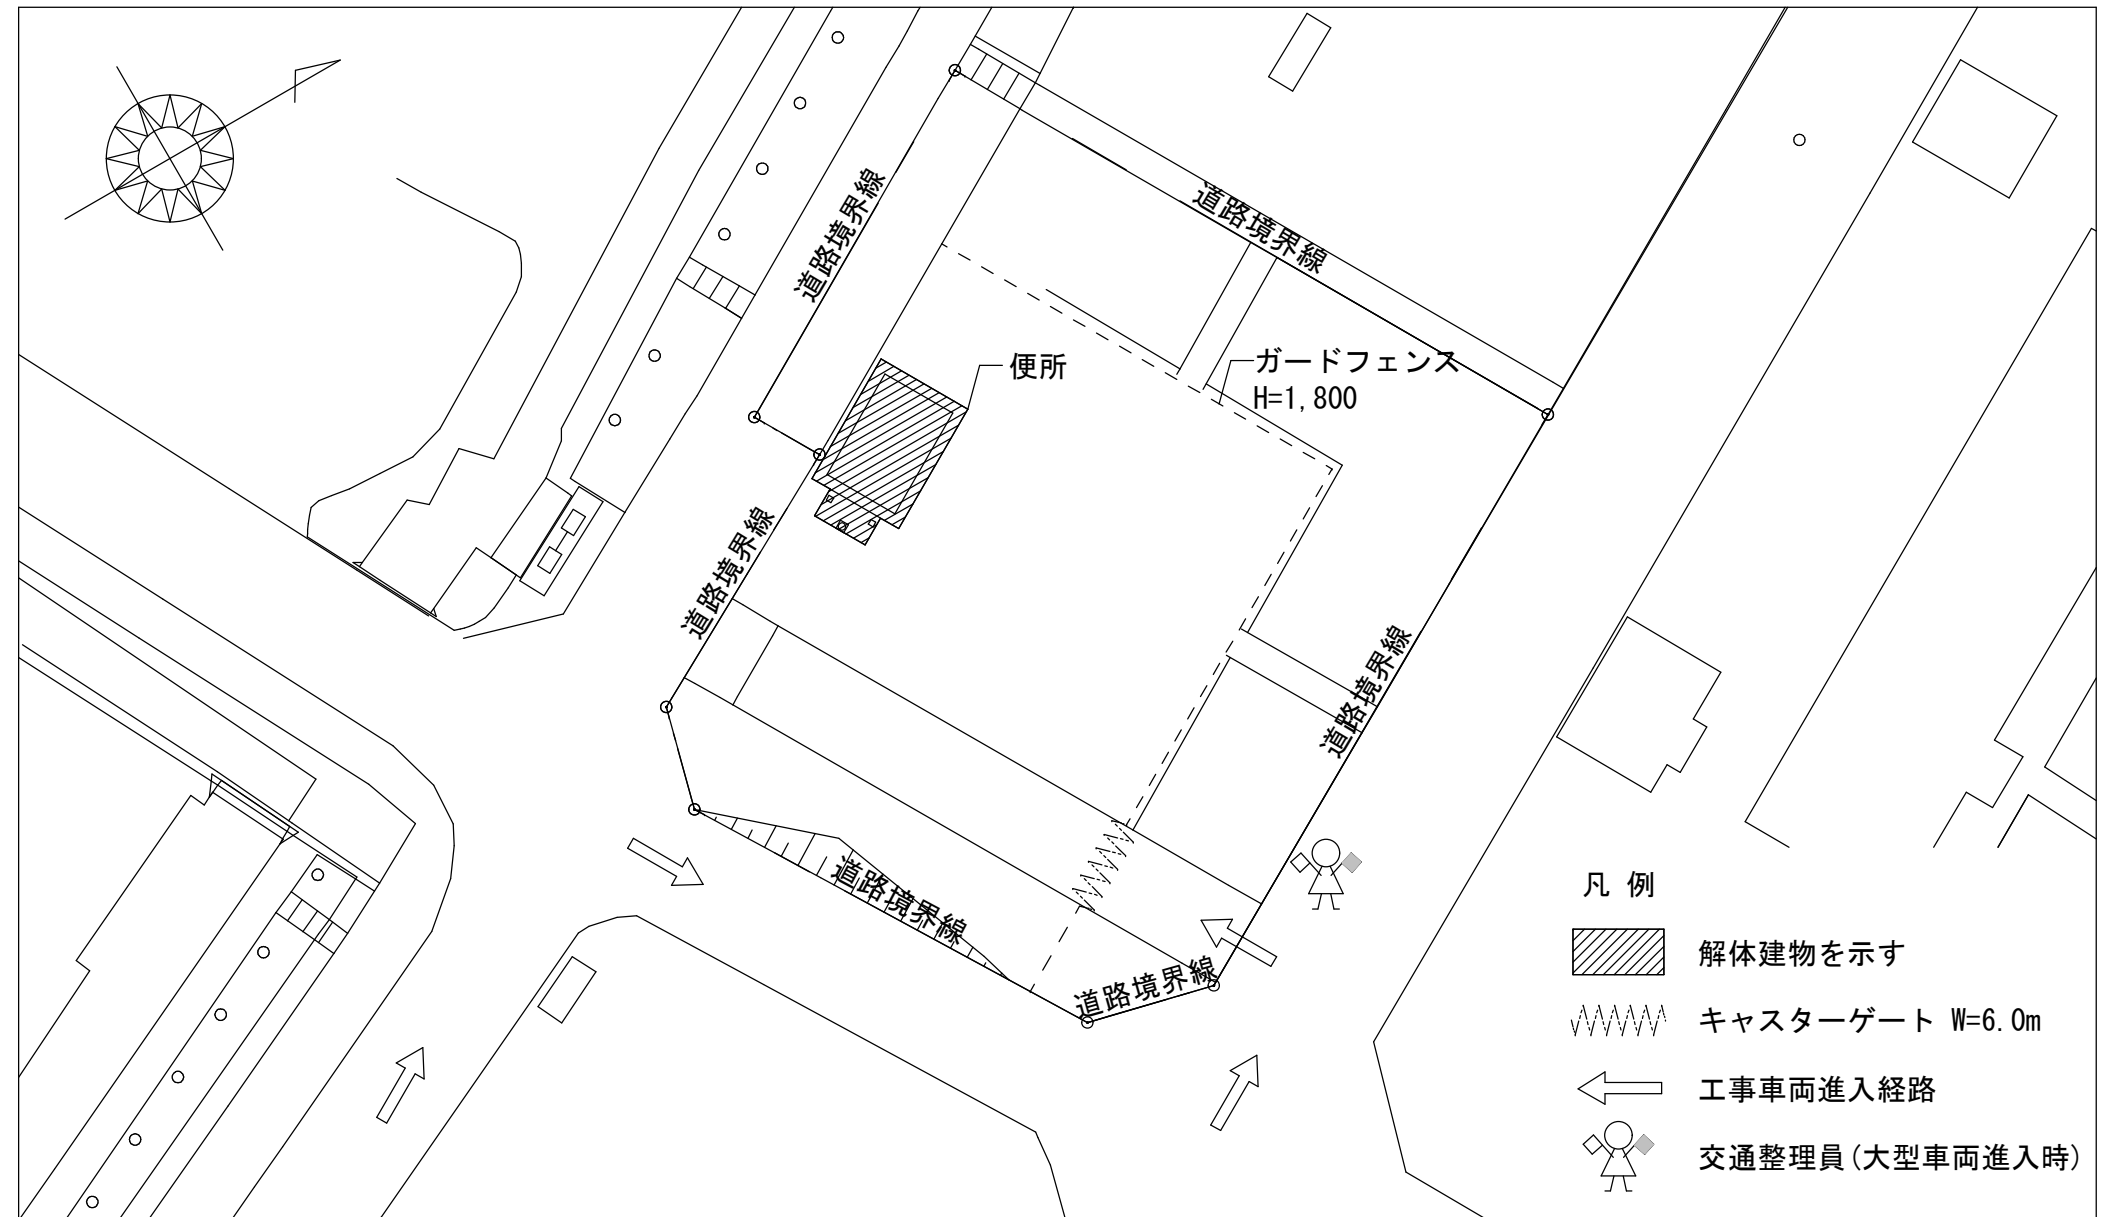 道路境界線
道路境界線
便所
ガードフェンス
H=1,800
道路境界線
道路境界線
道路境界線
道路境界線
凡 例
解体建物を示す
キャスターゲート W=6.0m
工事車両進入経路
交通整理員(大型車両進入時)